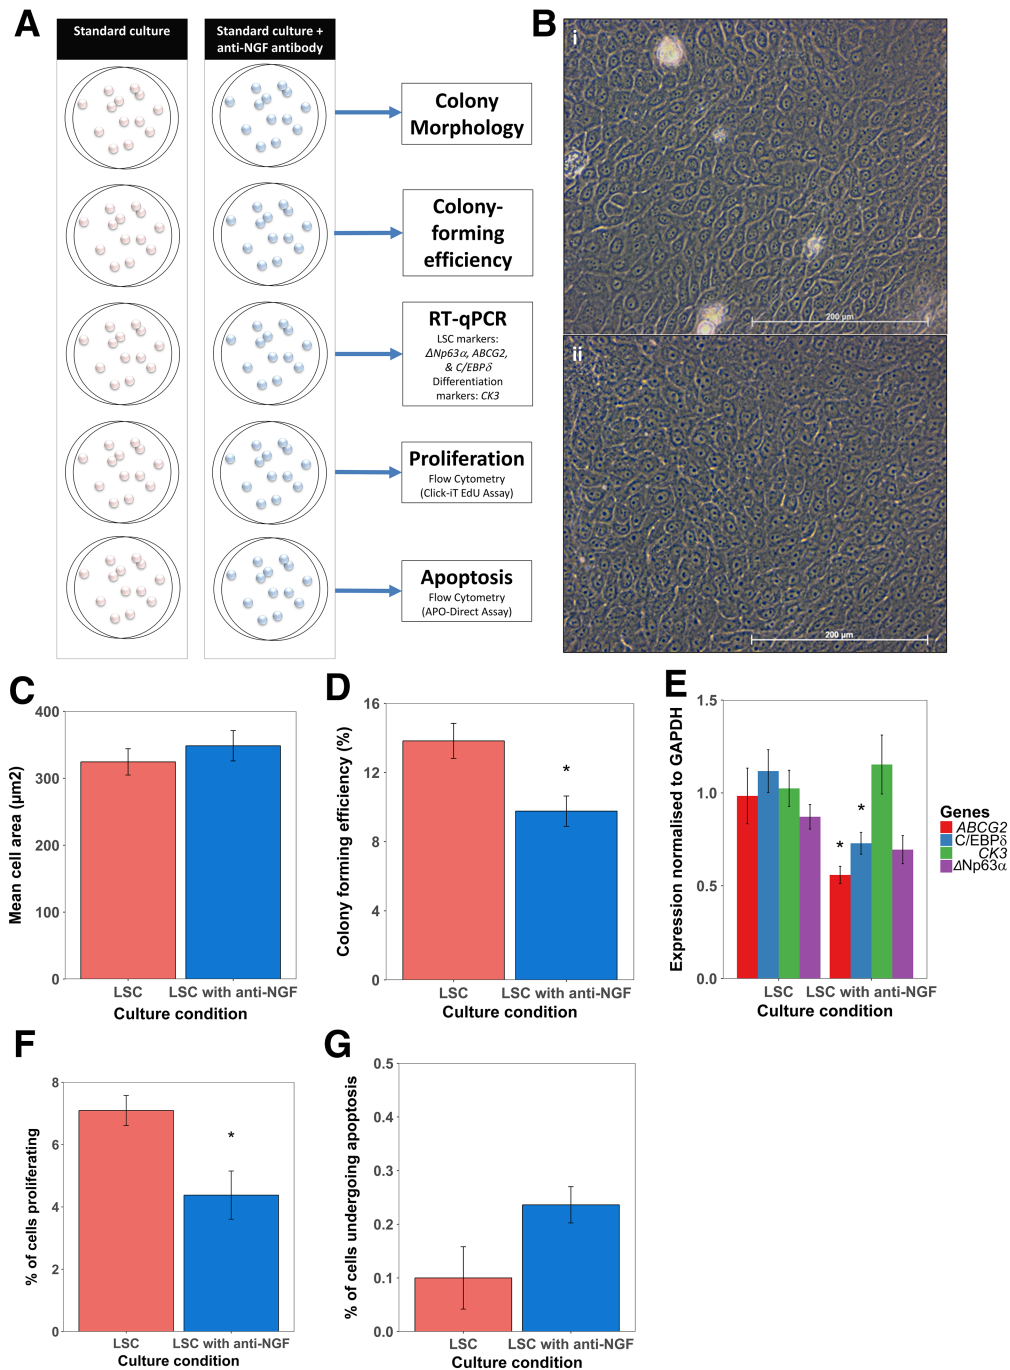 A
Standard culture
Standard culture +
anti-NGF antibody
Colony
Morphology
Colony-
forming
efficiency
RT-qPCR
LSC markers:
ΔNp63α, ABCG2,
& C/EBPδ
Differentiation
markers: CK3
Proliferation
Flow Cytometry
(Click-iT EdU Assay)
Apoptosis
Flow Cytometry
(APO-Direct Assay)
B
i
200 µm
ii
200 µm
C
Mean cell area (µm2)
400
300
200
100
0
LSC
LSC with anti-NGF
Culture condition
D
Colony forming efficiency (%)
16
12
8
4
0
*
LSC
LSC with anti-NGF
Culture condition
E
Expression normalised to GAPDH
1.5
1.0
0.5
0.0
*
*
LSC
LSC with anti-NGF
Culture condition
Genes
ABCG2
C/EBPδ
CK3
ΔNp63α
F
% of cells proliferating
8
6
4
2
0
*
LSC
LSC with anti-NGF
Culture condition
G
% of cells undergoing apoptosis
0.5
0.4
0.3
0.2
0.1
0.0
LSC
LSC with anti-NGF
Culture condition